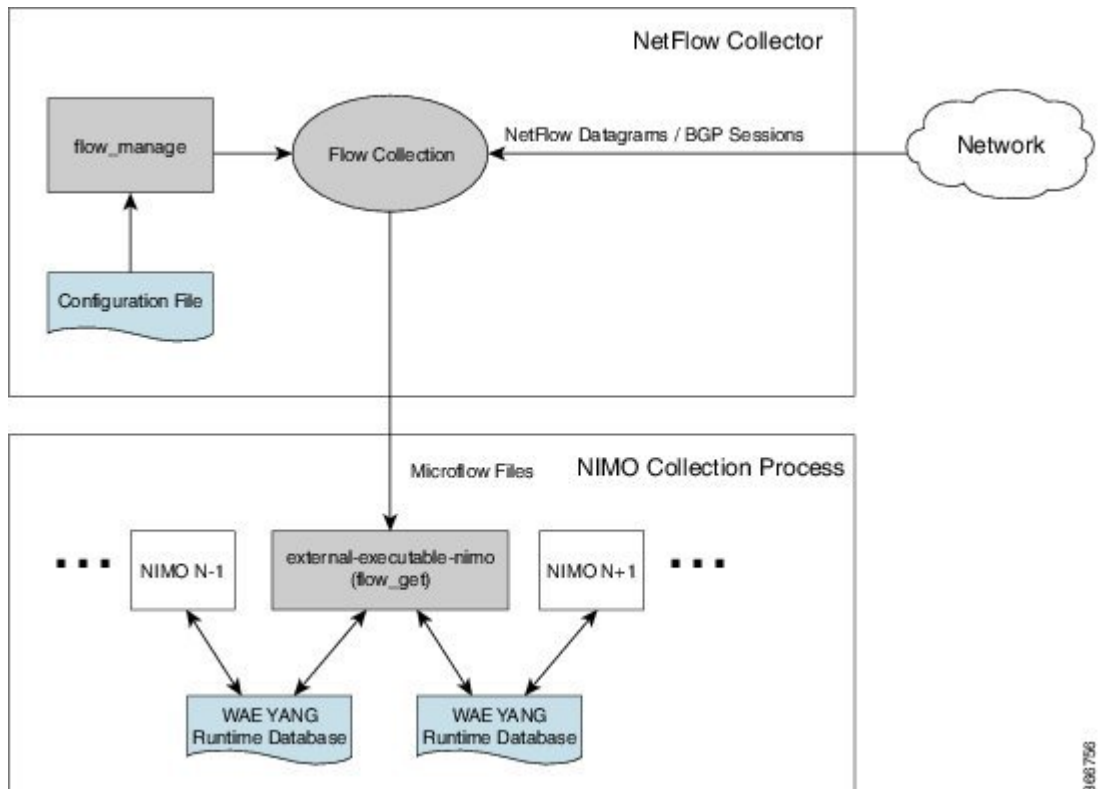 NetFlow Collector
flow_manage
Flow Collection
NetFlow Datagrams / BGP Sessions
Network
Configuration File
Microflow Files
NIMO Collection Process
...
NIMO N-1
external-executable-nimo
(flow_get)
NIMO N+1
...
WAE YANG
Runtime Database
WAE YANG
Runtime Database
366756